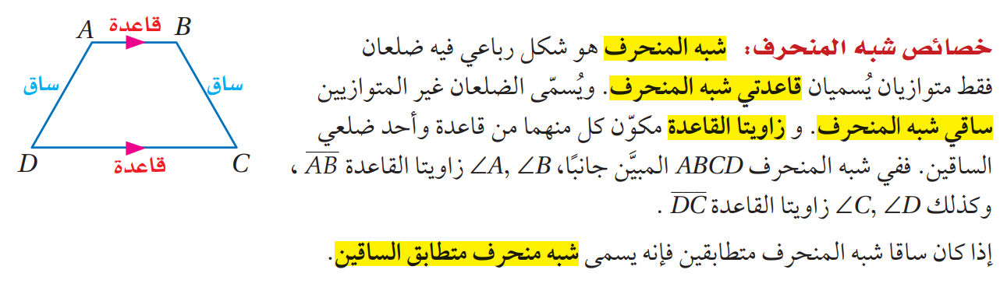 خصائص شبه المنحرف: شبه المنحرف هو شكل رباعي فيه ضلعان
فقط متوازيان يُسميان قاعدتي شبه المنحرف. ويُسمّى الضلعان غير المتوازيين
ساقي شبه المنحرف. و زاويتا القاعدة مكوّن كل منهما من قاعدة وأحد ضلعي
الساقين. ففي شبه المنحرف ABCD المبيَّن جانبًا، ∠A, ∠B زاويتا القاعدة A̅B̅ ،
وكذلك ∠C, ∠D زاويتا القاعدة D̅C̅ .
إذا كان ساقا شبه المنحرف متطابقين فإنه يسمى شبه منحرف متطابق الساقين.
A قاعدة B
ساق ساق
D قاعدة C